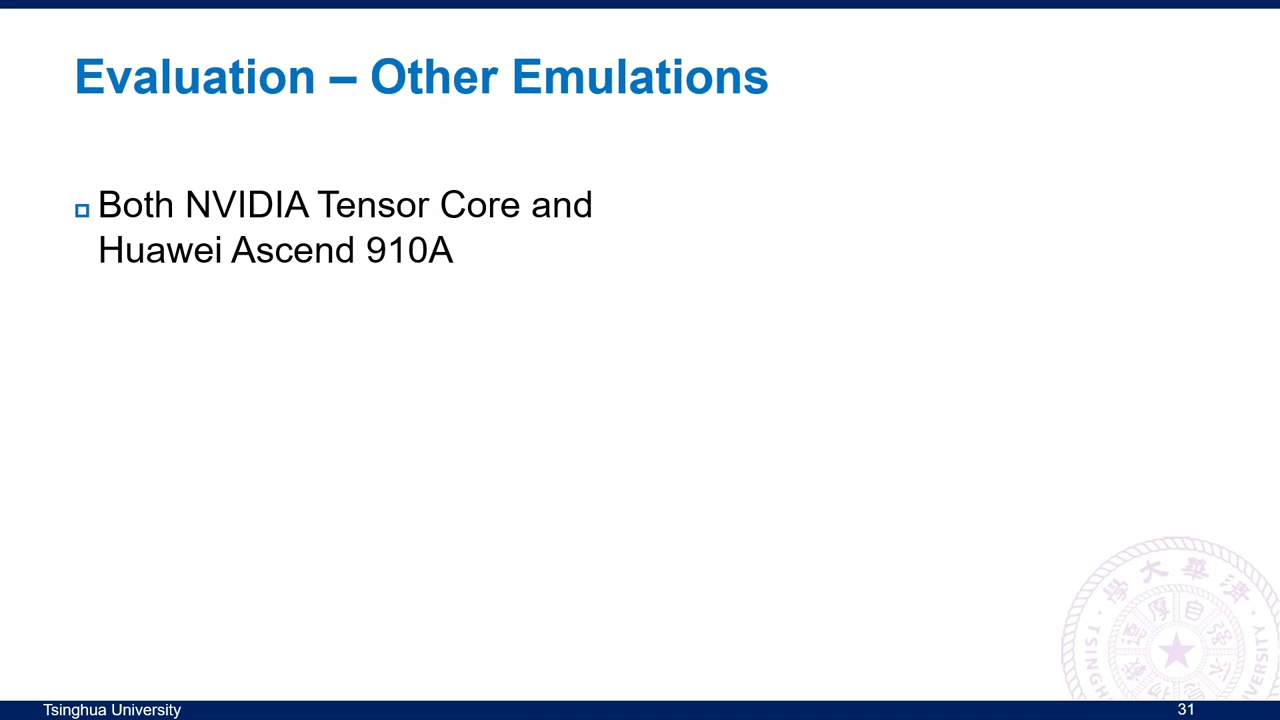 Evaluation – Other Emulations
Both NVIDIA Tensor Core and
Huawei Ascend 910A
Tsinghua University
31